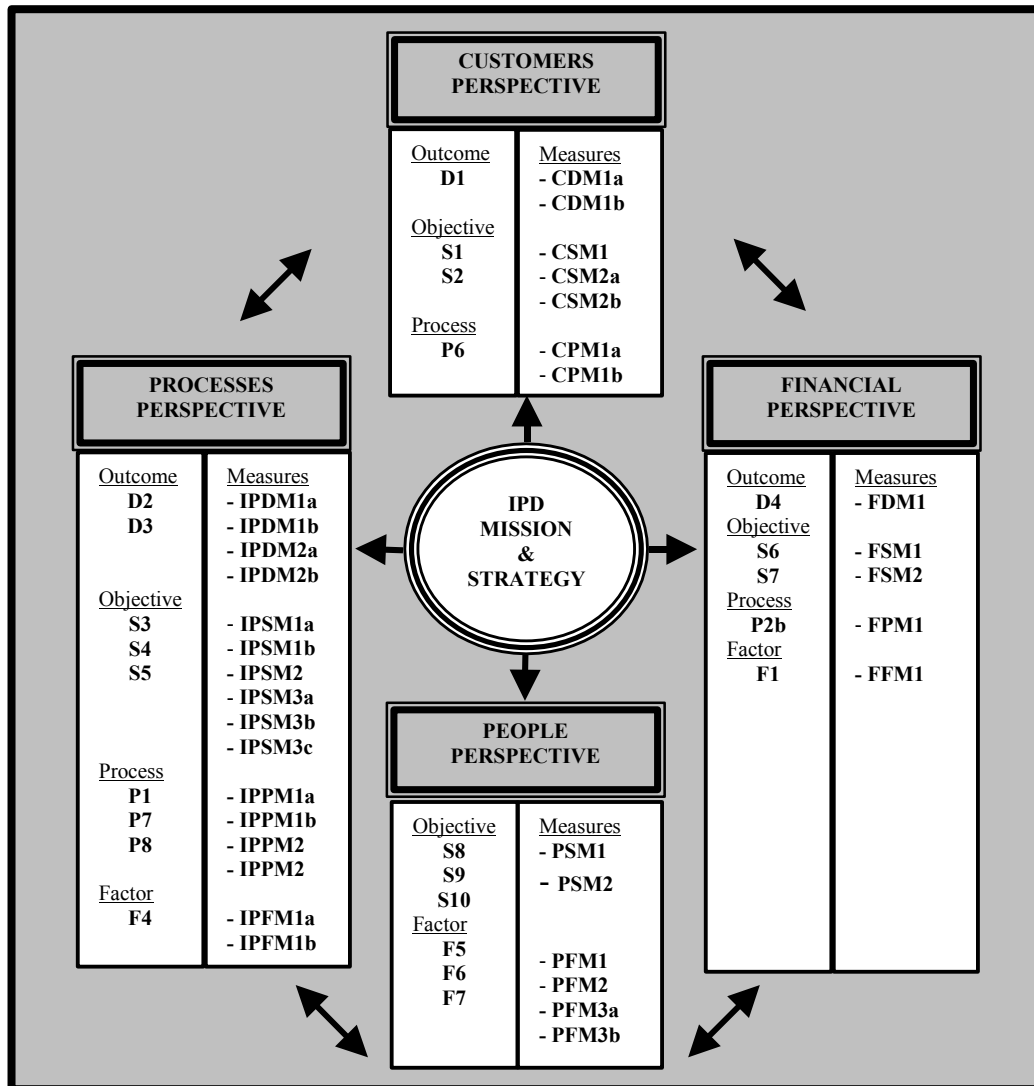 CUSTOMERS
PERSPECTIVE
Outcome
D1
Objective
S1
S2
Process
P6
Measures
- CDM1a
- CDM1b
- CSM1
- CSM2a
- CSM2b
- CPM1a
- CPM1b
PROCESSES
PERSPECTIVE
Outcome
D2
D3
Objective
S3
S4
S5
Process
P1
P7
P8
Factor
F4
Measures
- IPDM1a
- IPDM1b
- IPDM2a
- IPDM2b
- IPSM1a
- IPSM1b
- IPSM2
- IPSM3a
- IPSM3b
- IPSM3c
- IPPM1a
- IPPM1b
- IPPM2
- IPPM2
- IPFM1a
- IPFM1b
IPD
MISSION
&
STRATEGY
FINANCIAL
PERSPECTIVE
Outcome
D4
Objective
S6
S7
Process
P2b
Factor
F1
Measures
- FDM1
- FSM1
- FSM2
- FPM1
- FFM1
PEOPLE
PERSPECTIVE
Objective
S8
S9
S10
Factor
F5
F6
F7
Measures
- PSM1
- PSM2
- PFM1
- PFM2
- PFM3a
- PFM3b